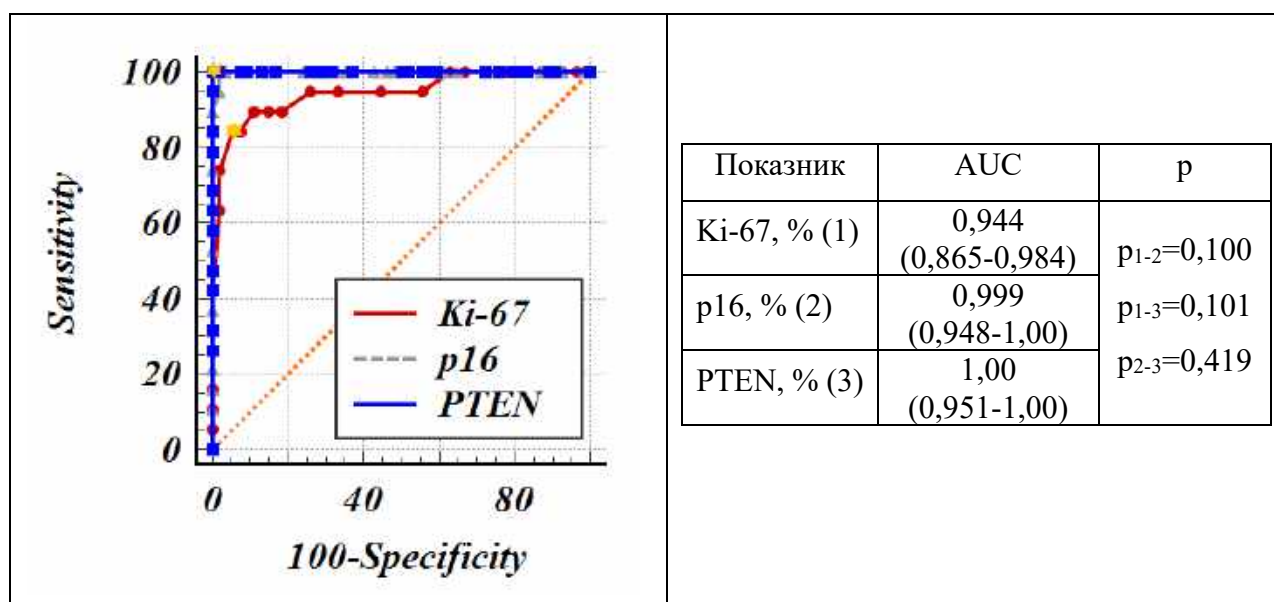 100
80
60
40
20
0
Sensitivity
Ki-67
p16
PTEN
0 40 80
100-Specificity
Показник AUC p
Ki-67, % (1) 0,944
(0,865-0,984)
p16, % (2) 0,999
(0,948-1,00)
PTEN, % (3) 1,00
(0,951-1,00)
p1-2=0,100
p1-3=0,101
p2-3=0,419